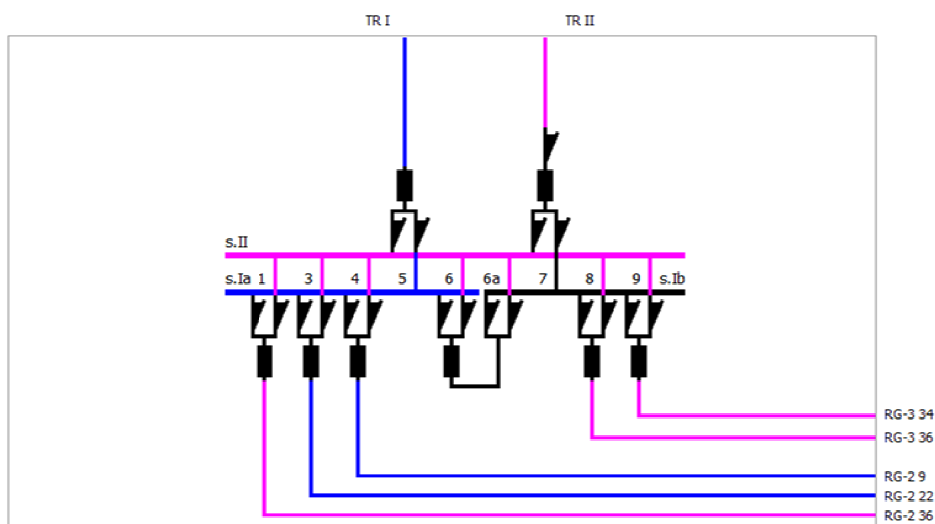 TR I
TR II
s.II
s.Ia 1 3 4 5 6 6a 7 8 9 s.Ib
RG-3 34
RG-3 36
RG-2 9
RG-2 22
RG-2 36